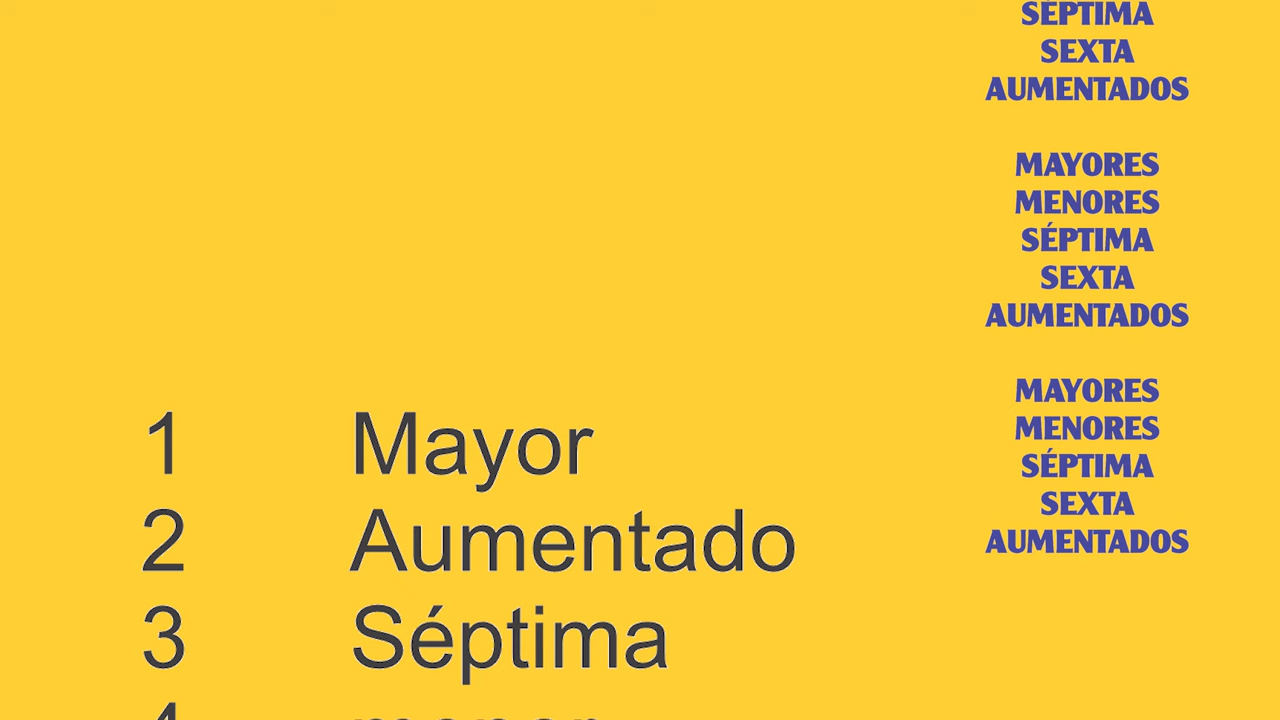 SÉPTIMA
SEXTA
AUMENTADOS
MAYORES
MENORES
SÉPTIMA
SEXTA
AUMENTADOS
MAYORES
MENORES
SÉPTIMA
SEXTA
AUMENTADOS
1 Mayor
2 Aumentado
3 Séptima